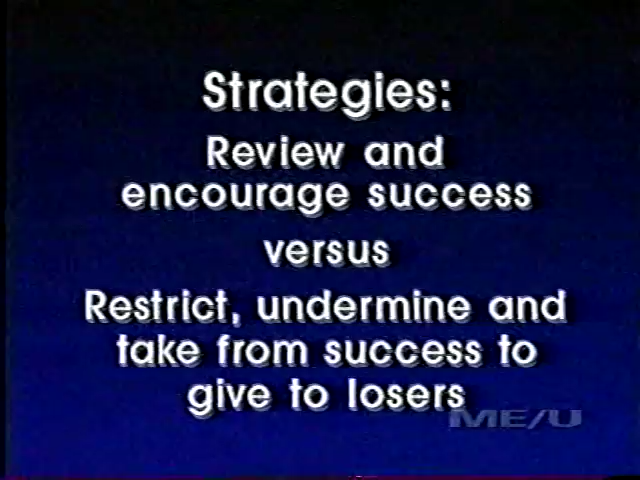 Strategies:
Review and
encourage success
versus
Restrict, undermine and
take from success to
give to losers
ME/U